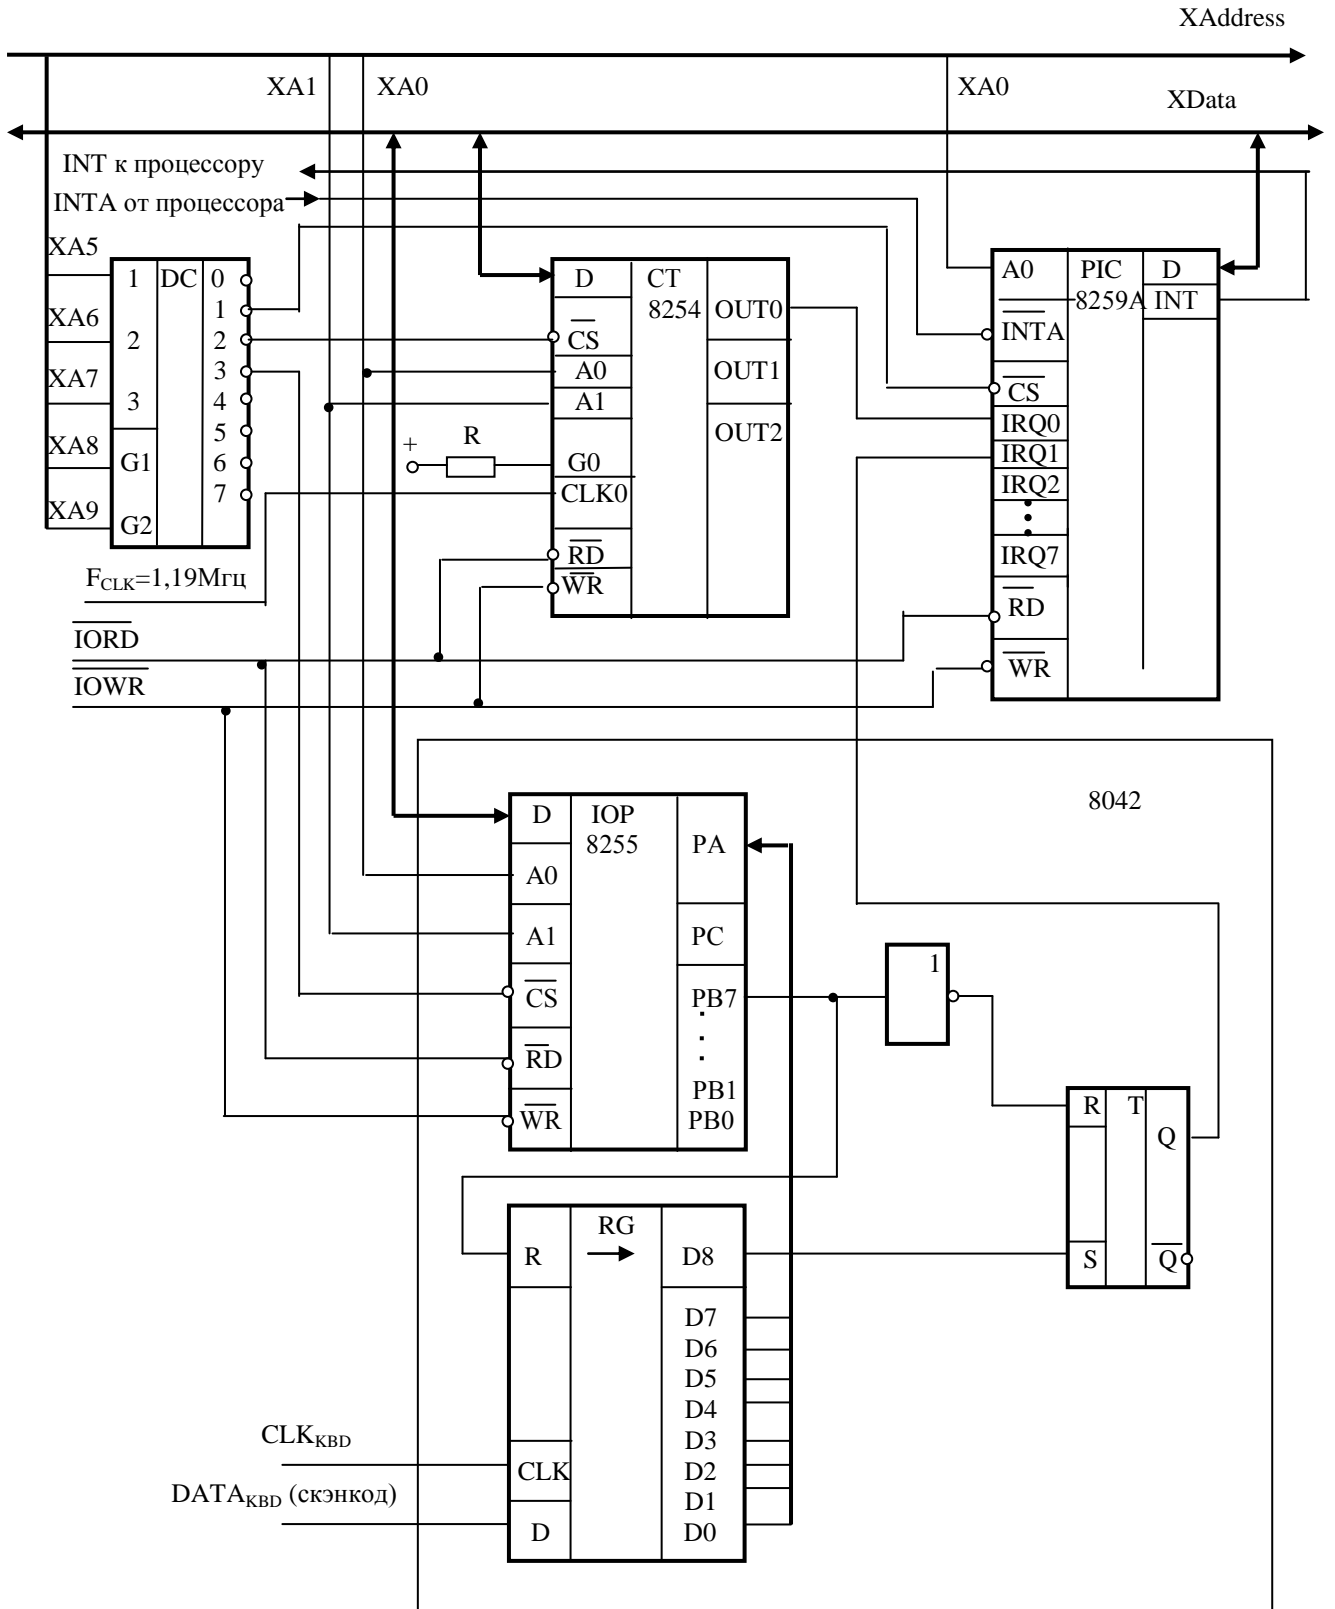 XAddress
XA1
XA0
XA0
XData
INT к процессору
INTA от процессора
XA5
XA6
XA7
XA8
XA9
1
2
3
G1
G2
DC
0
1
2
3
4
5
6
7
F_CLK=1,19Мгц
IORD
IOWR
D
CS
A0
A1
G0
CLK0
RD
WR
CT
8254
OUT0
OUT1
OUT2
+
R
A0
INTA
CS
IRQ0
IRQ1
IRQ2
IRQ7
RD
WR
PIC
8259A
D
INT
8042
D
A0
A1
CS
RD
WR
IOP
8255
PA
PC
PB7
PB1
PB0
1
R
S
T
Q
Q
R
CLK
D
RG
D8
D7
D6
D5
D4
D3
D2
D1
D0
CLK_KBD
DATA_KBD (скэнкод)